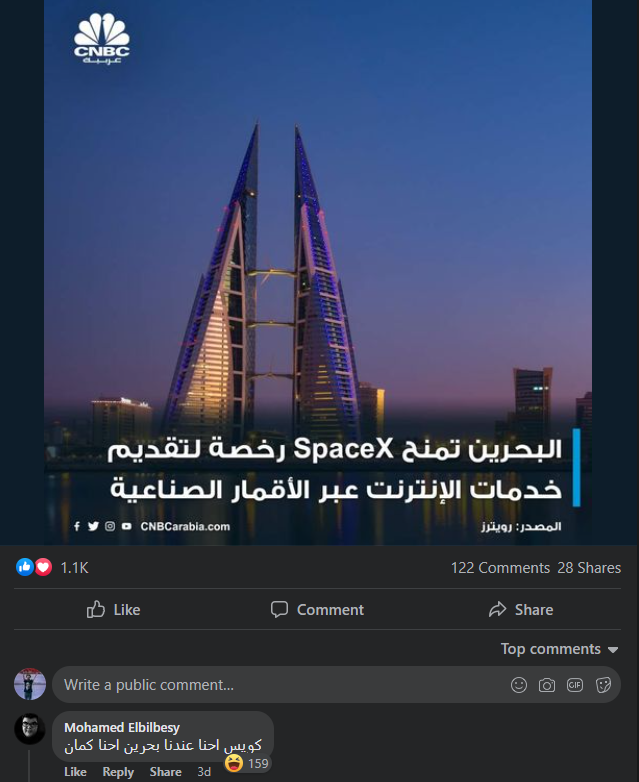 CNBC
عربية
البحرين تمنح SpaceX رخصة لتقديم
خدمات الإنترنت عبر الأقمار الصناعية
CNBCarabia.com
المصدر: رويترز
1.1K
122 Comments 28 Shares
Like Comment Share
Top comments
Write a public comment...
GIF
Mohamed Elbilbesy
كويس احنا عندنا بحرين احنا كمان
159
Like Reply Share 3d